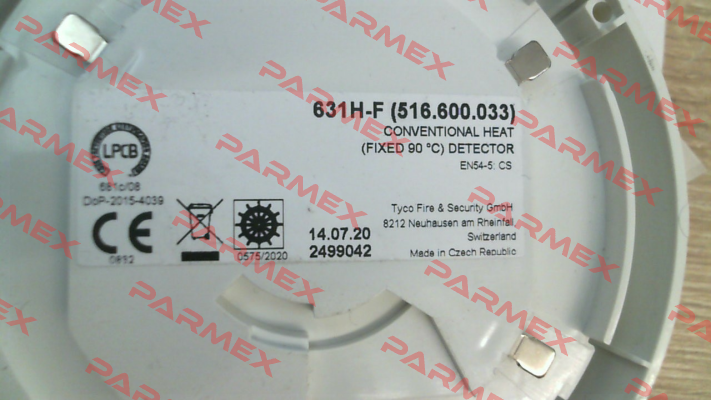 631H-F (516.600.033)
CONVENTIONAL HEAT
(FIXED 90 °C) DETECTOR
EN54-5: CS
LPCB
681c/08
DoP-2015-4039
CE
0832
0575/2020
14.07.20
2499042
Tyco Fire & Security GmbH
8212 Neuhausen am Rheinfall
Switzerland
Made in Czech Republic
PARMEX
PARMEX
PARMEX
PARMEX
PARMEX
PARMEX
PARMEX
PARMEX
PARMEX